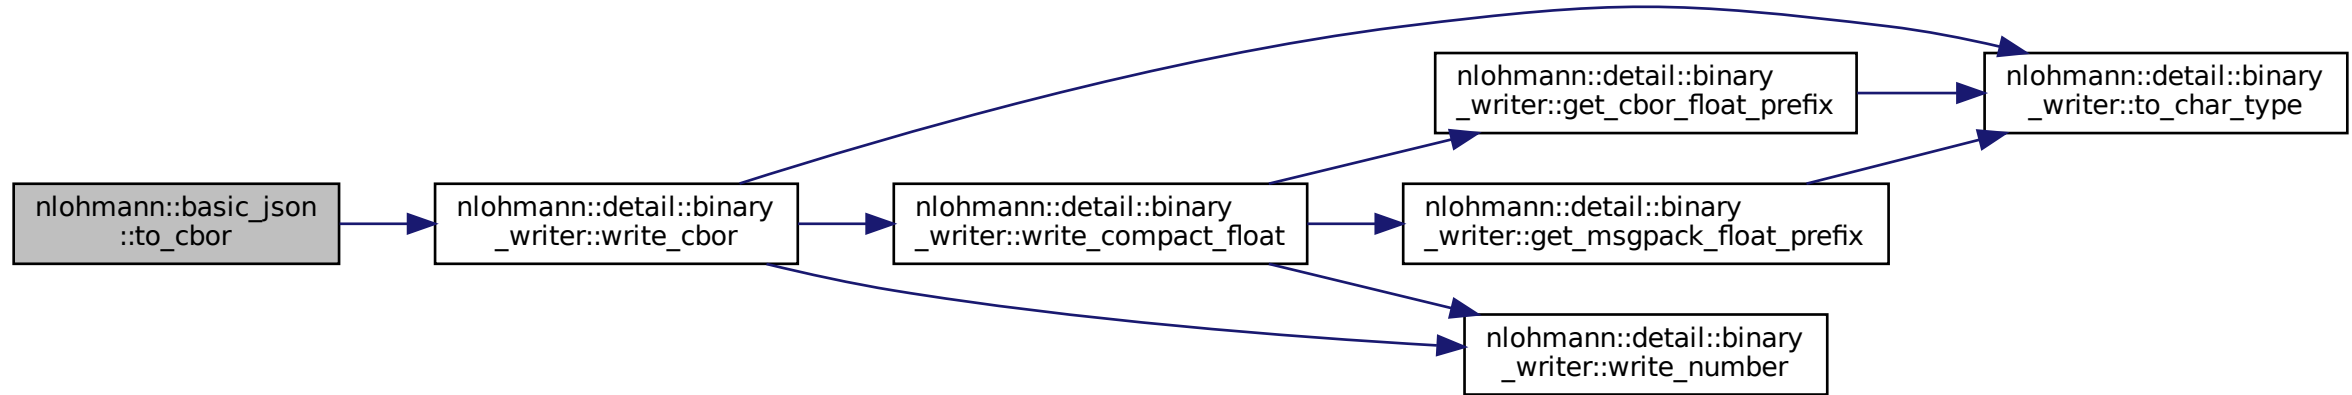 nlohmann::basic_json
::to_cbor
nlohmann::detail::binary
_writer::write_cbor
nlohmann::detail::binary
_writer::write_compact_float
nlohmann::detail::binary
_writer::get_cbor_float_prefix
nlohmann::detail::binary
_writer::get_msgpack_float_prefix
nlohmann::detail::binary
_writer::write_number
nlohmann::detail::binary
_writer::to_char_type